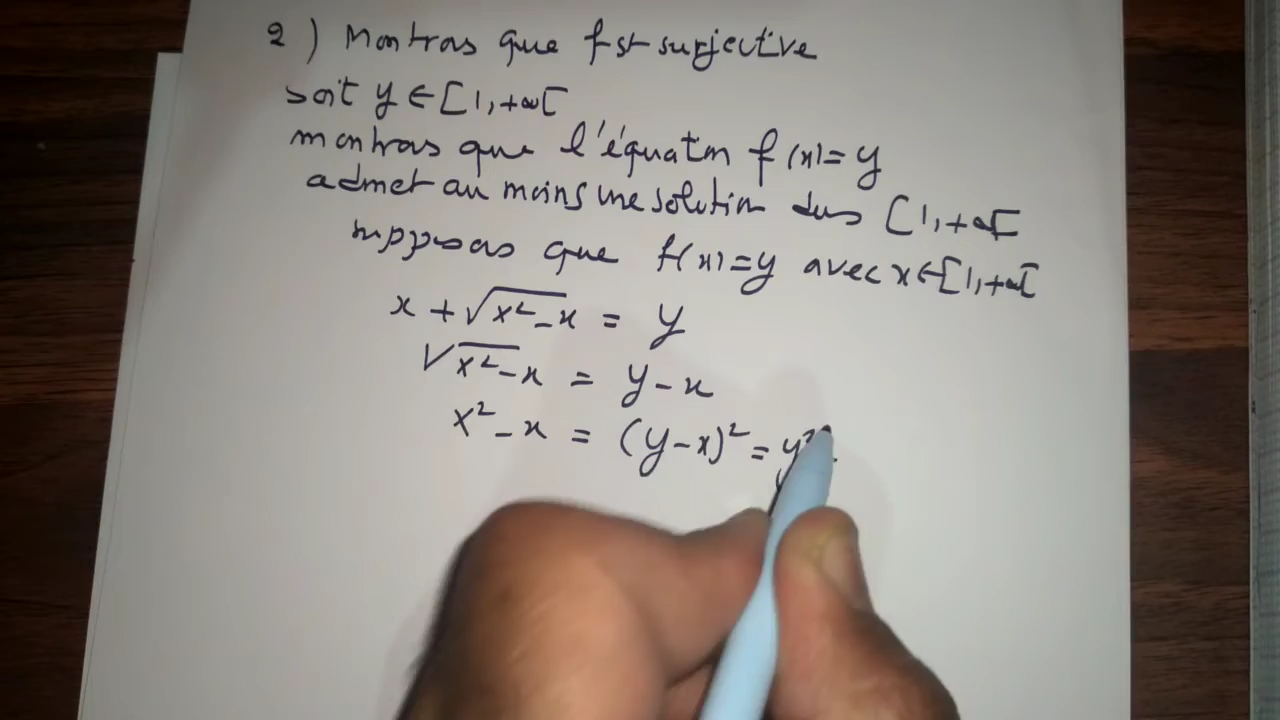 2) Montrons que f est surjective
soit y ∈ [1,+∞[
montrons que l'équation f(x)=y
admet au moins une solution dans [1,+∞[
supposons que f(x)=y avec x∈[1,+∞[
x + √x²-x = y
√x²-x = y - x
x² - x = (y-x)² = y²